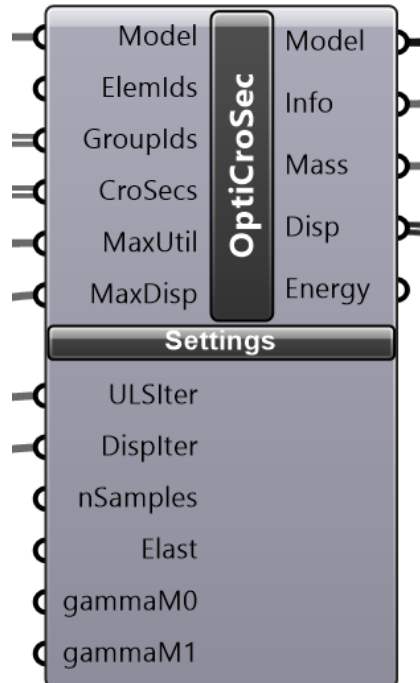 Model
ElemIds
GroupIds
CroSecs
MaxUtil
MaxDisp
OptiCroSec
Model
Info
Mass
Disp
Energy
Settings
ULSIter
DispIter
nSamples
Elast
gammaM0
gammaM1